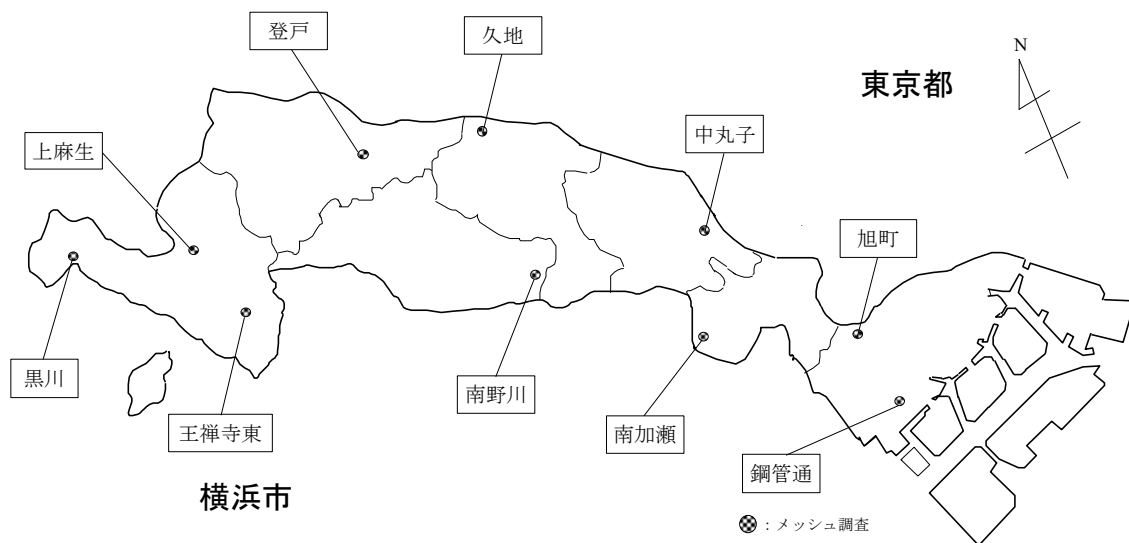 登戸
久地
N
東京都
中丸子
上麻生
旭町
黒川
王禅寺東
南野川
南加瀬
鋼管通
横浜市
：メッシュ調査